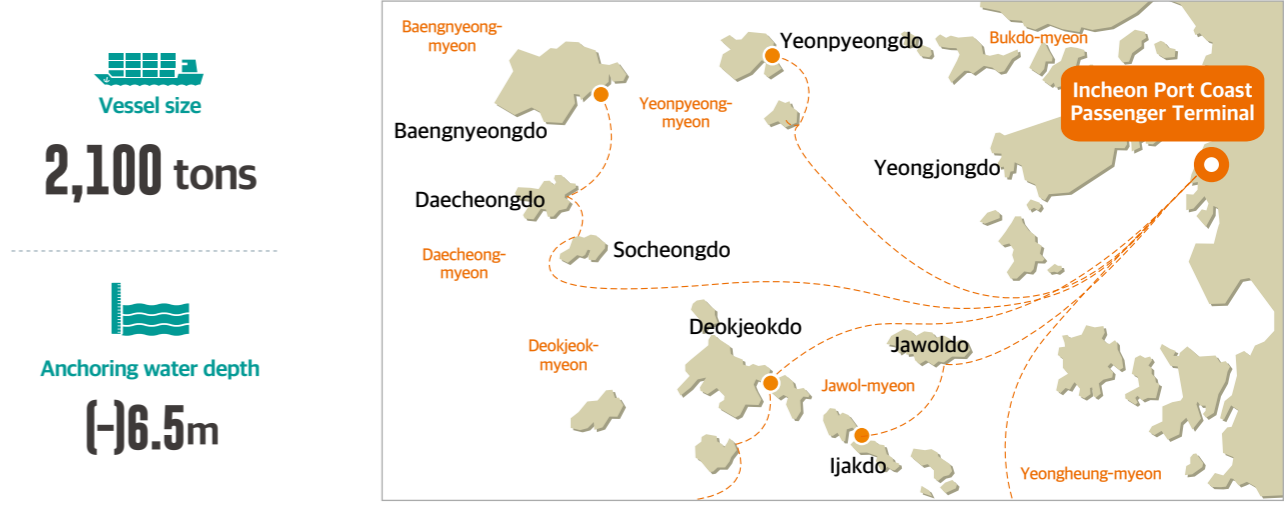 Vessel size
2,100 tons
Anchoring water depth
(-)6.5m
Baengnyeong-
myeon
Yeonpyeongdo
Bukdo-myeon
Incheon Port Coast
Passenger Terminal
Yeonpyeong-
myeon
Baengnyeongdo
Yeongjongdo
Daecheongdo
Daecheong-
myeon
Socheongdo
Deokjeokdo
Deokjeok-
myeon
Jawoldo
Jawol-myeon
Ijakdo
Yeongheung-myeon